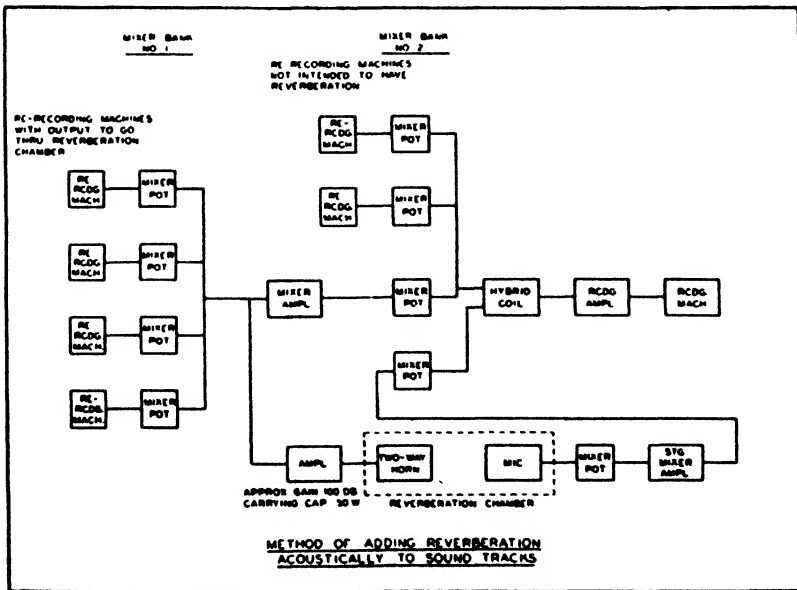 MIXER BANK
NO. 1
MIXER BANK
NO. 2
RE RECORDING MACHINES
NOT INTENDED TO HAVE
REVERBERATION
RE-RECORDING MACHINES
WITH OUTPUT TO GO
THRU REVERBERATION
CHAMBER
RE-
RCDG
MACH
MIXER
POT
RE
RCDG.
MACH
MIXER
POT
RE
RCDG
MACH
MIXER
POT
RE
RCDG.
MACH
MIXER
POT
RE
RCDG
MACH.
MIXER
POT
RE-
RCDG.
MACH.
MIXER
POT
MIXER
AMPL
MIXER
POT
HYBRID
COIL
RCDG
AMPL
RCDG.
MACH
MIXER
POT
AMPL
TWO-WAY
HORN
MIC
MIXER
POT
STG
MIXER
AMPL
APPROX GAIN 100 DB
CARRYING CAP 50 W
REVERBERATION CHAMBER
METHOD OF ADDING REVERBERATION
ACOUSTICALLY TO SOUND TRACKS